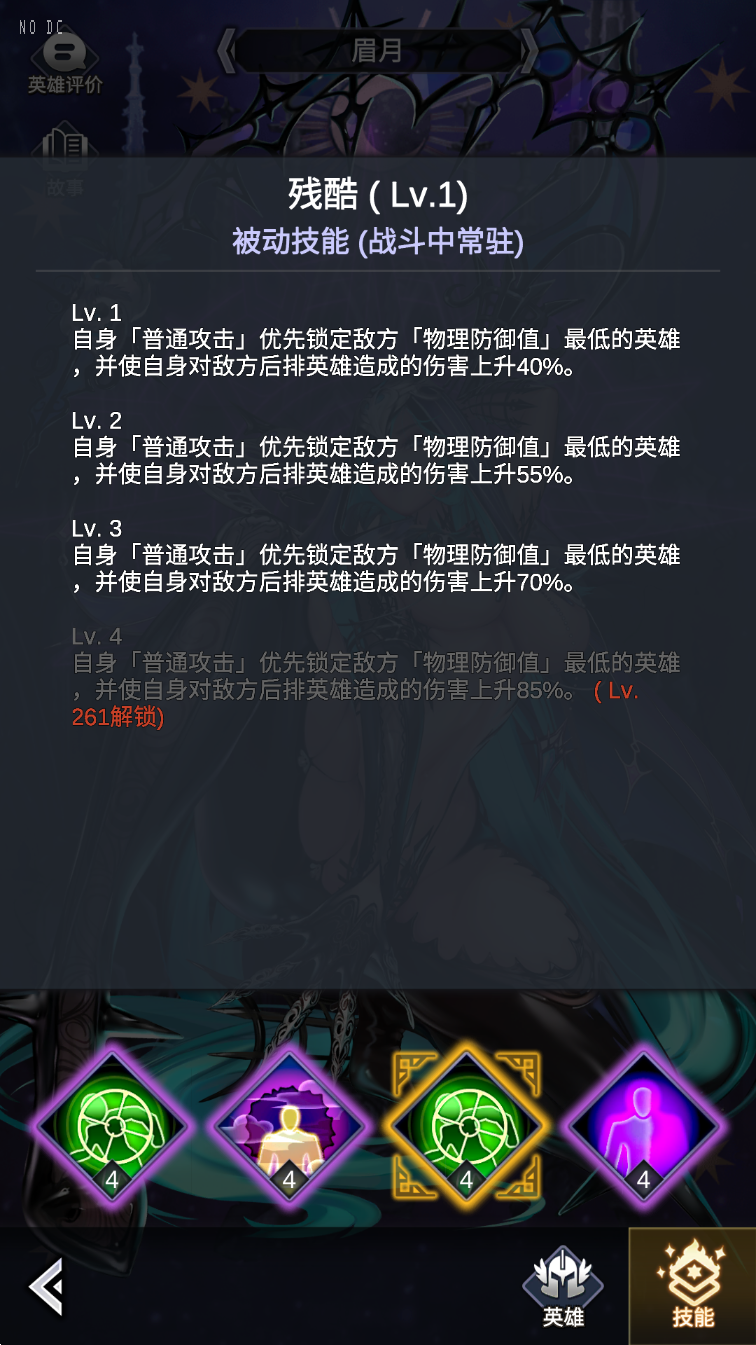 NO DC
眉月
英雄评价
故事
残酷 ( Lv.1)
被动技能 (战斗中常驻)
Lv. 1
自身「普通攻击」优先锁定敌方「物理防御值」最低的英雄
，并使自身对敌方后排英雄造成的伤害上升40%。
Lv. 2
自身「普通攻击」优先锁定敌方「物理防御值」最低的英雄
，并使自身对敌方后排英雄造成的伤害上升55%。
Lv. 3
自身「普通攻击」优先锁定敌方「物理防御值」最低的英雄
，并使自身对敌方后排英雄造成的伤害上升70%。
Lv. 4
自身「普通攻击」优先锁定敌方「物理防御值」最低的英雄
，并使自身对敌方后排英雄造成的伤害上升85%。 ( Lv.
261解锁)
4 4 4 4
英雄 技能